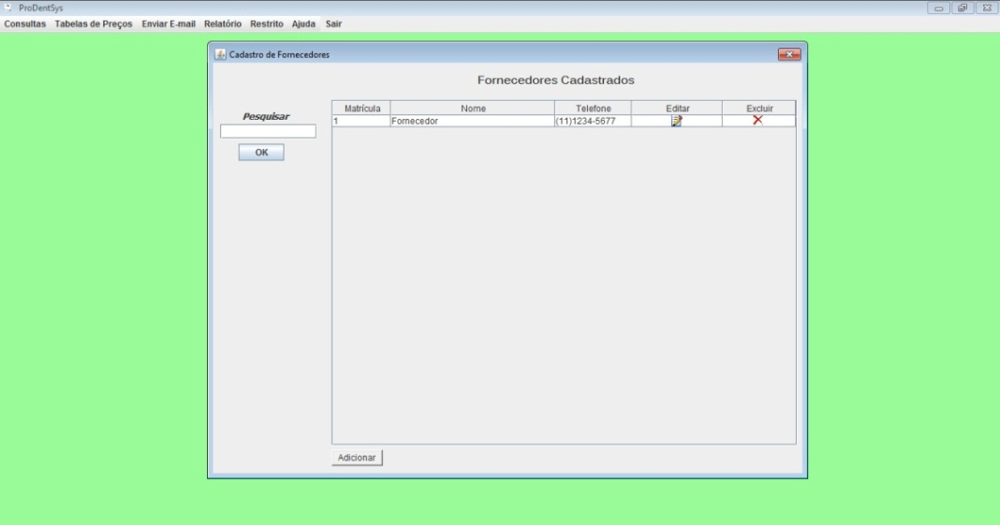 ProDentSys
Consultas Tabelas de Preços Enviar E-mail Relatório Restrito Ajuda Sair
Cadastro de Fornecedores
Fornecedores Cadastrados
Pesquisar
OK
Matrícula Nome Telefone Editar Excluir
1 Fornecedor (11)1234-5677
Adicionar